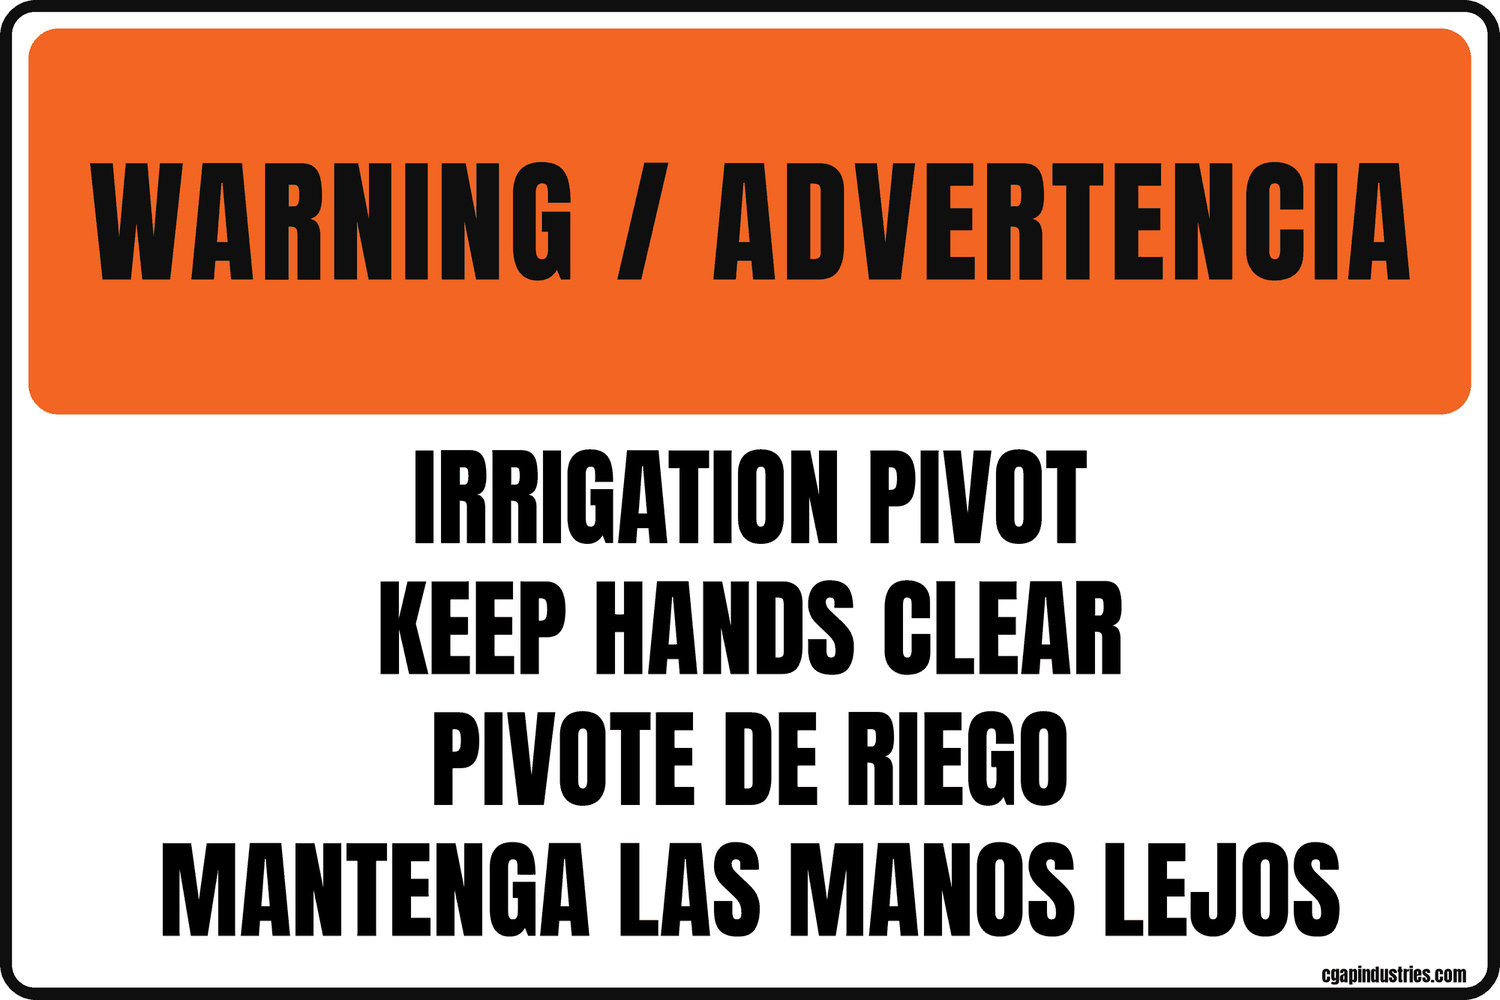 WARNING / ADVERTENCIA
IRRIGATION PIVOT
KEEP HANDS CLEAR
PIVOTE DE RIEGO
MANTENGA LAS MANOS LEJOS
cgapindustries.com